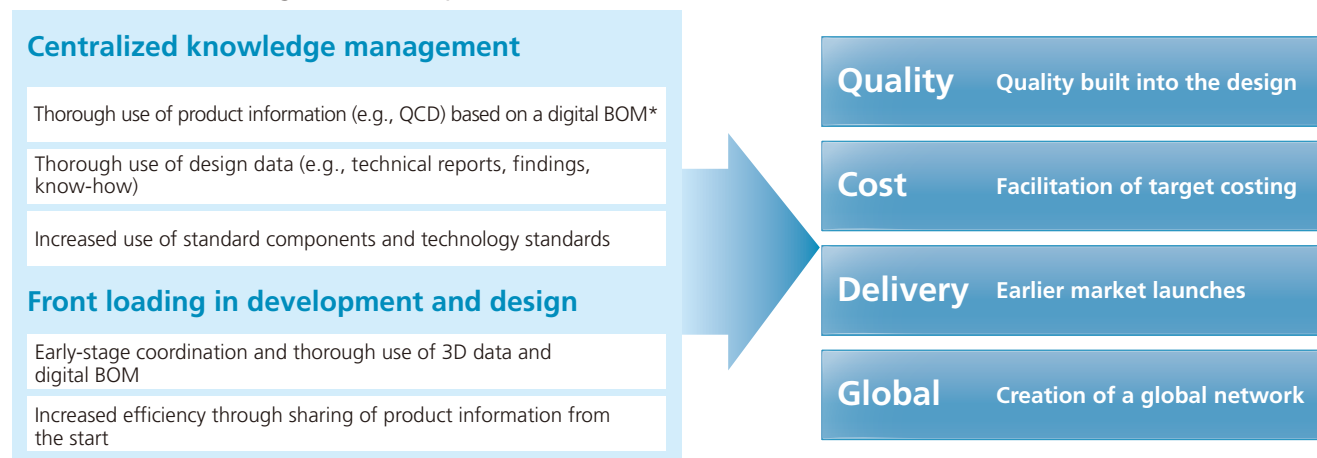 Centralized knowledge management
Thorough use of product information (e.g., QCD) based on a digital BOM*
Thorough use of design data (e.g., technical reports, findings,
know-how)
Increased use of standard components and technology standards
Front loading in development and design
Early-stage coordination and thorough use of 3D data and
digital BOM
Increased efficiency through sharing of product information from
the start
Quality Quality built into the design
Cost Facilitation of target costing
Delivery Earlier market launches
Global Creation of a global network